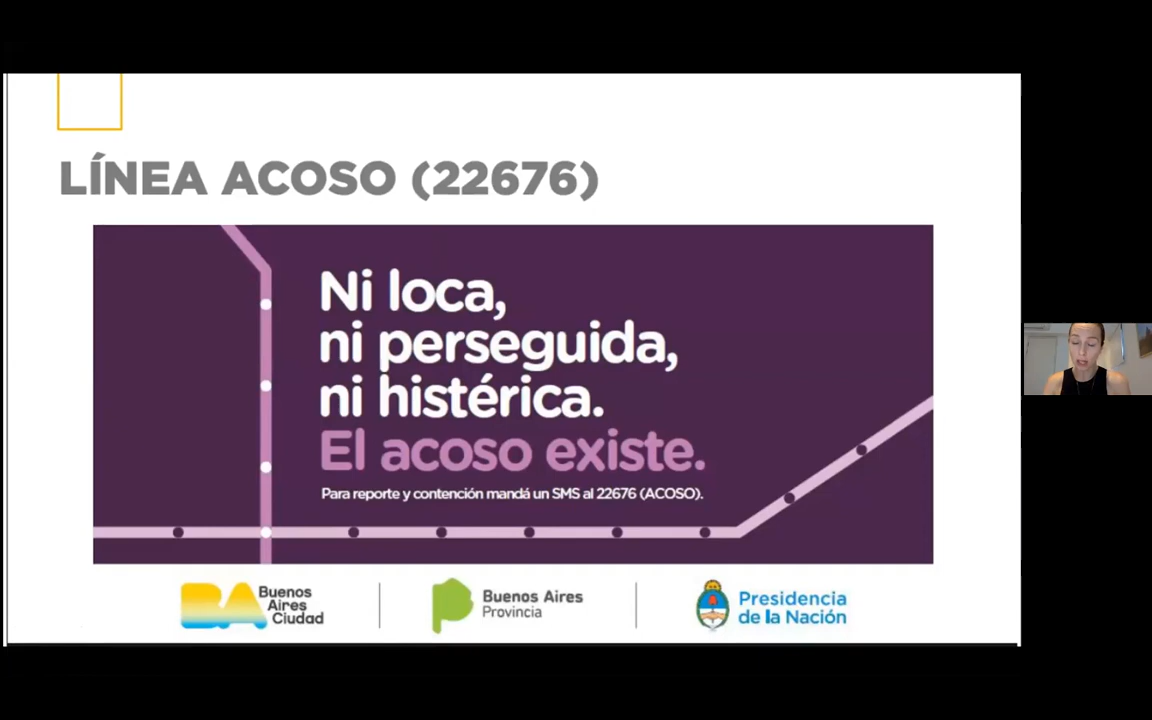 LÍNEA ACOSO (22676)
Ni loca,
ni perseguida,
ni histérica.
El acoso existe.
Para reporte y contención mandá un SMS al 22676 (ACOSO).
BA Buenos
Aires
Ciudad
Buenos Aires
Provincia
Presidencia
de la Nación